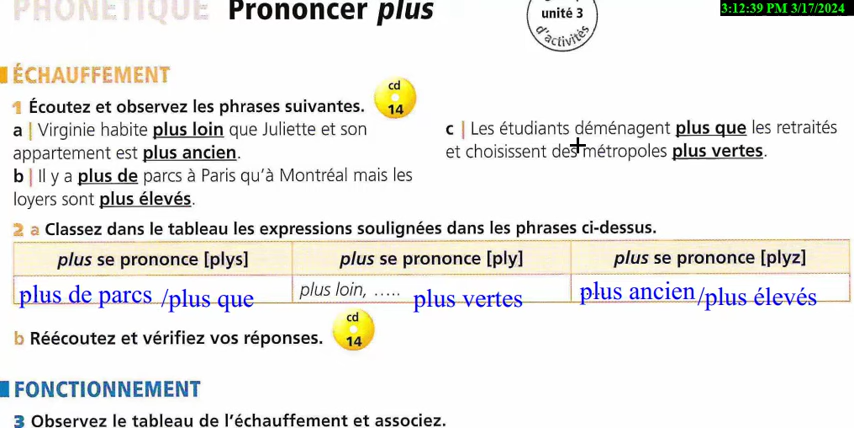 PHONÉTIQUE Prononcer plus
unité 3
d'activités
3:12:39 PM 3/17/2024
ÉCHAUFFEMENT
1 Écoutez et observez les phrases suivantes.
cd
14
a | Virginie habite plus loin que Juliette et son
appartement est plus ancien.
b | Il y a plus de parcs à Paris qu'à Montréal mais les
loyers sont plus élevés.
c | Les étudiants déménagent plus que les retraités
et choisissent des métropoles plus vertes.
2 a Classez dans le tableau les expressions soulignées dans les phrases ci-dessus.
plus se prononce [plys] plus se prononce [ply] plus se prononce [plyz]
plus de parcs /plus que plus loin, ..... plus vertes plus ancien/plus élevés
b Réécoutez et vérifiez vos réponses.
cd
14
FONCTIONNEMENT
3 Observez le tableau de l'échauffement et associez.